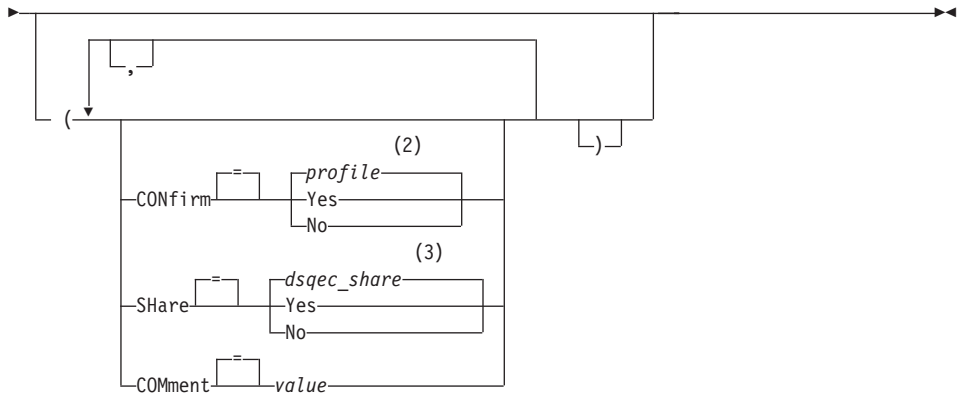 ,
(
)
(2)
CONfirm = profile
Yes
No
(3)
SHare = dsqec_share
Yes
No
COMment = value